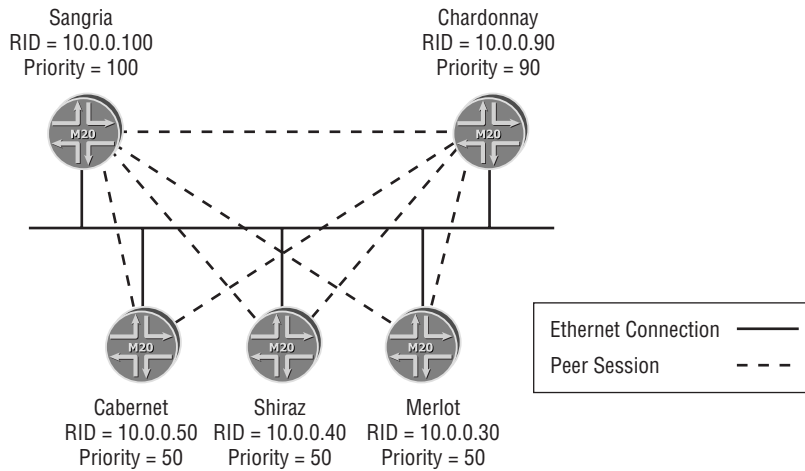 Sangria
RID = 10.0.0.100
Priority = 100
Chardonnay
RID = 10.0.0.90
Priority = 90
M20
M20
M20
M20
M20
Ethernet Connection
Peer Session
Cabernet
RID = 10.0.0.50
Priority = 50
Shiraz
RID = 10.0.0.40
Priority = 50
Merlot
RID = 10.0.0.30
Priority = 50